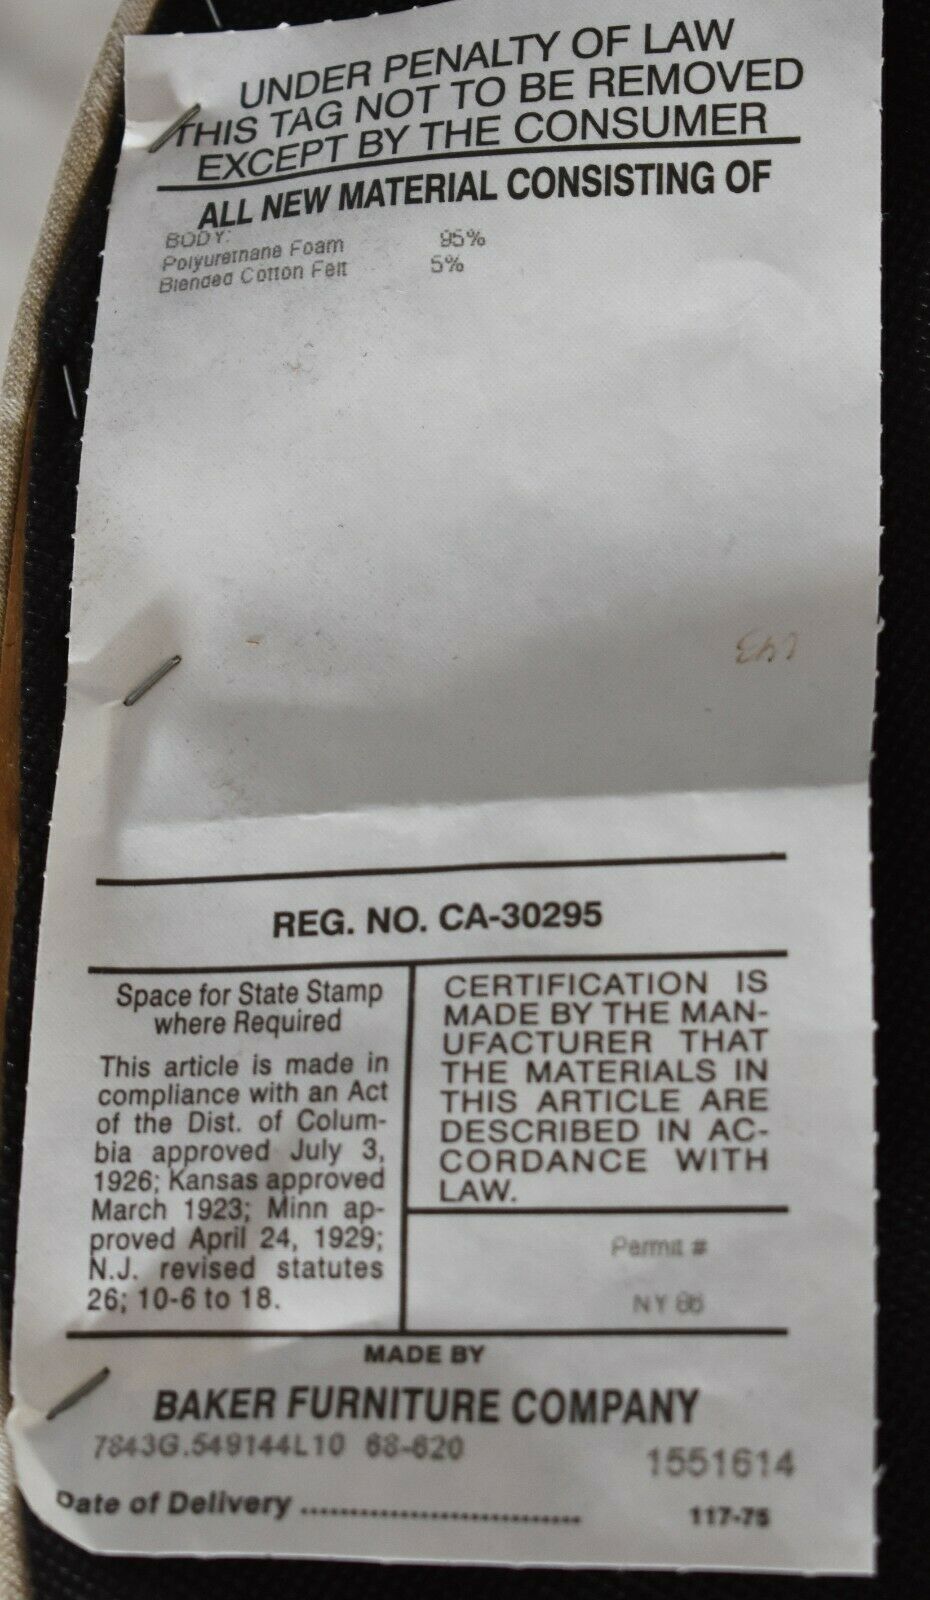 UNDER PENALTY OF LAW
THIS TAG NOT TO BE REMOVED
EXCEPT BY THE CONSUMER
ALL NEW MATERIAL CONSISTING OF
BODY:
Polyurethane Foam 95%
Blended Cotton Felt 5%
REG. NO. CA-30295
Space for State Stamp
where Required
This article is made in
compliance with an Act
of the Dist. of Colum-
bia approved July 3,
1926; Kansas approved
March 1923; Minn ap-
proved April 24, 1929;
N.J. revised statutes
26; 10-6 to 18.
CERTIFICATION IS
MADE BY THE MAN-
UFACTURER THAT
THE MATERIALS IN
THIS ARTICLE ARE
DESCRIBED IN AC-
CORDANCE WITH
LAW.
Permit #
NY 86
MADE BY
BAKER FURNITURE COMPANY
7843G.549144L10 68-620
1551614
Date of Delivery ..............................
117-75